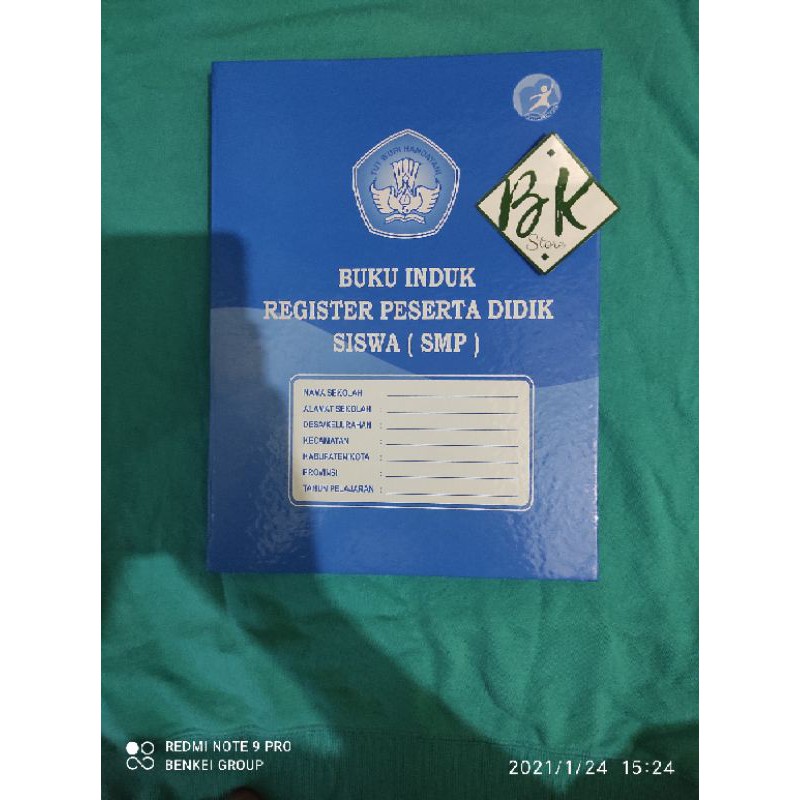 TUT WURI HANDAYANI
BK
Store
BUKU INDUK
REGISTER PESERTA DIDIK
SISWA ( SMP )
NAMA SEKOLAH :
ALAMAT SEKOLAH :
DESA/KELURAHAN :
KECAMATAN :
KABUPATEN/KOTA :
PROVINSI :
TAHUN PELAJARAN :
REDMI NOTE 9 PRO
BENKEI GROUP
2021/1/24 15:24